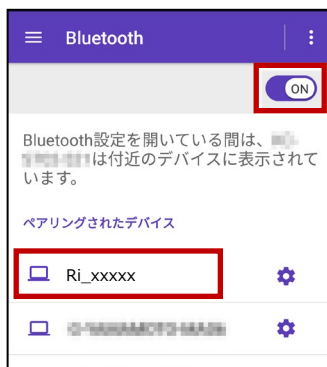 Bluetooth
ON
Bluetooth設定を開いている間は、
は付近のデバイスに表示されて
います。
ペアリングされたデバイス
Ri_xxxxx